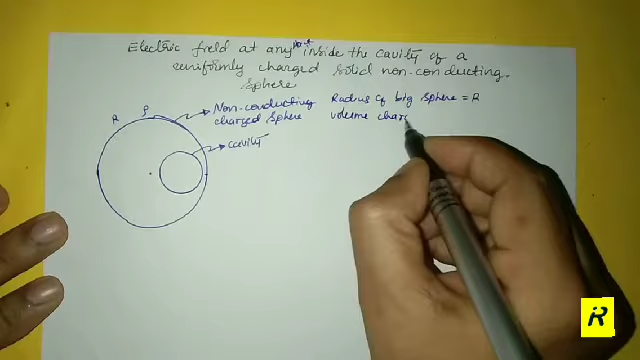 Electric field at any point inside the cavity of a
uniformly charged solid non-conducting.
sphere
R
ρ
Non-conducting
charged sphere
cavity
Radius of big sphere = R
volume charg
R